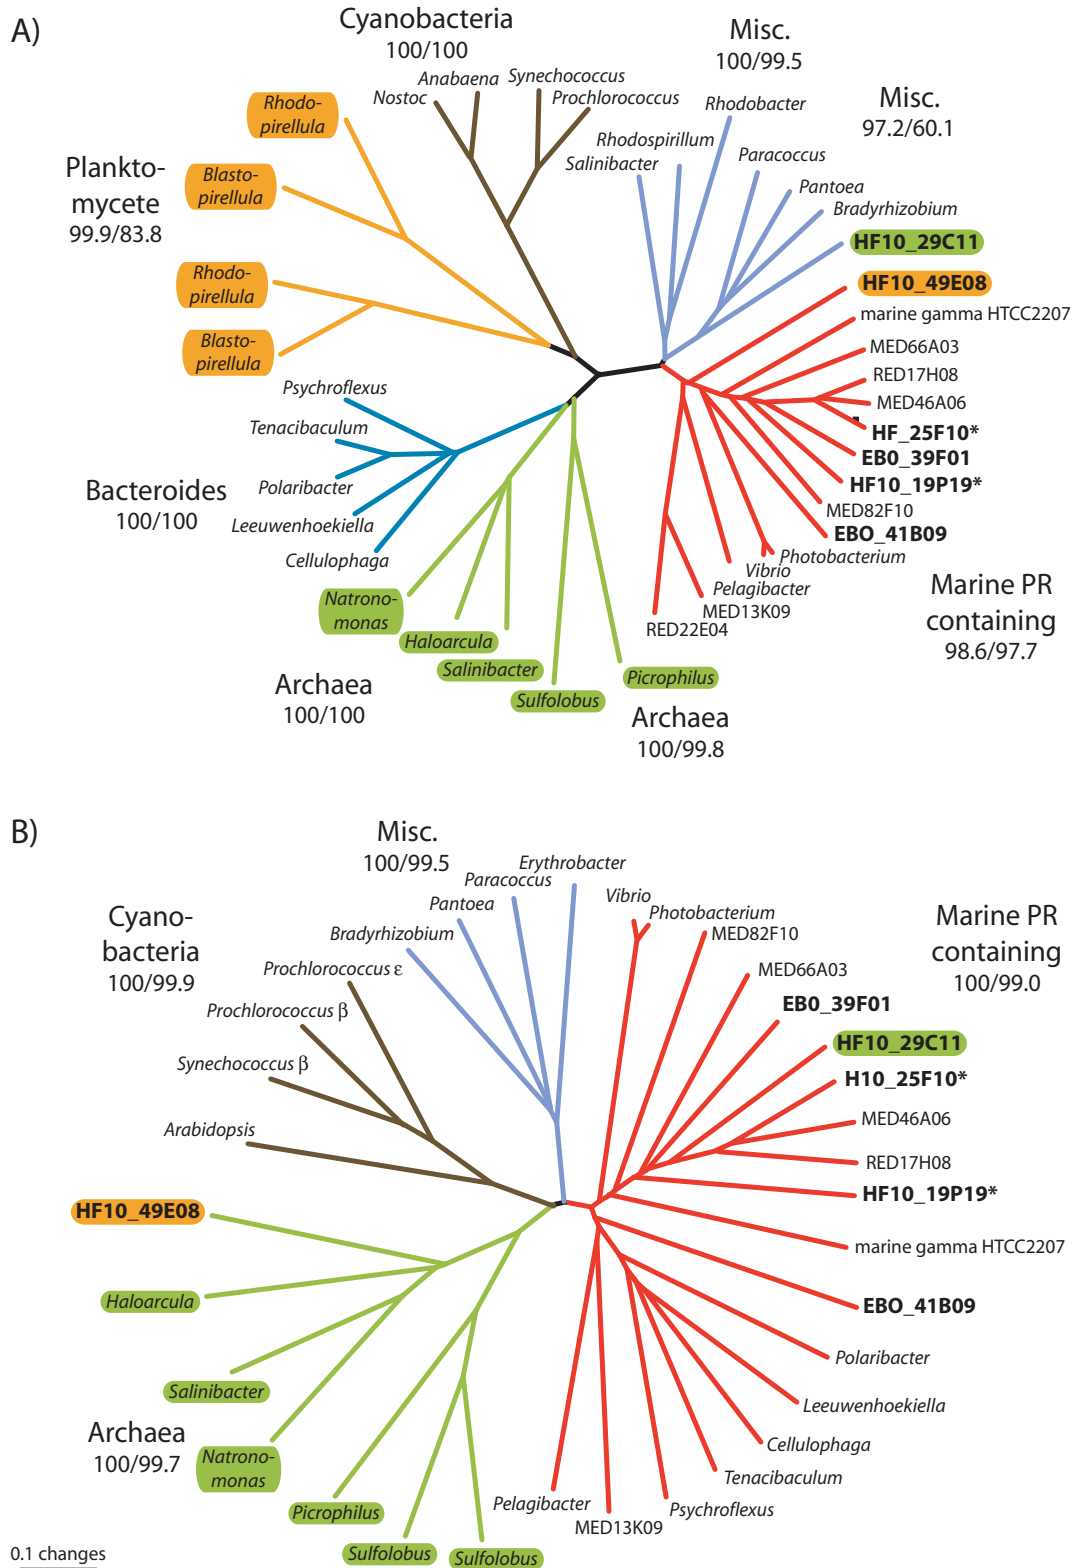 A)
Cyanobacteria
100/100
Misc.
100/99.5
Misc.
97.2/60.1
Anabaena
Synechococcus
Nostoc
Prochlorococcus
Rhodobacter
Rhodospirillum
Salinibacter
Paracoccus
Pantoea
Bradyrhizobium
HF10_29C11
HF10_49E08
marine gamma HTCC2207
MED66A03
RED17H08
MED46A06
HF_25F10*
EB0_39F01
HF10_19P19*
MED82F10
EBO_41B09
Photobacterium
Vibrio
Pelagibacter
MED13K09
RED22E04
Marine PR
containing
98.6/97.7
Rhodo-
pirellula
Blasto-
pirellula
Plankto-
mycete
99.9/83.8
Rhodo-
pirellula
Blasto-
pirellula
Psychroflexus
Tenacibaculum
Polaribacter
Leeuwenhoekiella
Cellulophaga
Bacteroides
100/100
Natrono-
monas
Haloarcula
Salinibacter
Sulfolobus
Picrophilus
Archaea
100/100
Archaea
100/99.8
B)
Misc.
100/99.5
Erythrobacter
Paracoccus
Pantoea
Bradyrhizobium
Cyano-
bacteria
100/99.9
Prochlorococcus ε
Prochlorococcus β
Synechococcus β
Arabidopsis
Vibrio
Photobacterium
MED82F10
MED66A03
EB0_39F01
HF10_29C11
H10_25F10*
MED46A06
RED17H08
HF10_19P19*
marine gamma HTCC2207
EBO_41B09
Polaribacter
Leeuwenhoekiella
Cellulophaga
Tenacibaculum
Psychroflexus
MED13K09
Pelagibacter
Marine PR
containing
100/99.0
HF10_49E08
Haloarcula
Salinibacter
Archaea
100/99.7
Natrono-
monas
Picrophilus
Sulfolobus
Sulfolobus
0.1 changes